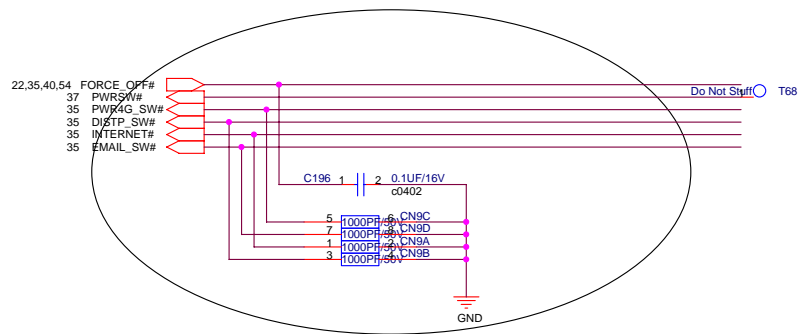 22,35,40,54 FORCE_OFF#
37 PWRSW#
Do Not Stuff 1 T68
35 PWR4G_SW#
35 DISTP_SW#
35 INTERNET#
35 EMAIL_SW#
C196 1 2 0.1UF/16V
c0402
5 1000PF/50V 6 CN9C
7 1000PF/50V 8 CN9D
1 1000PF/50V 2 CN9A
3 1000PF/50V 4 CN9B
GND